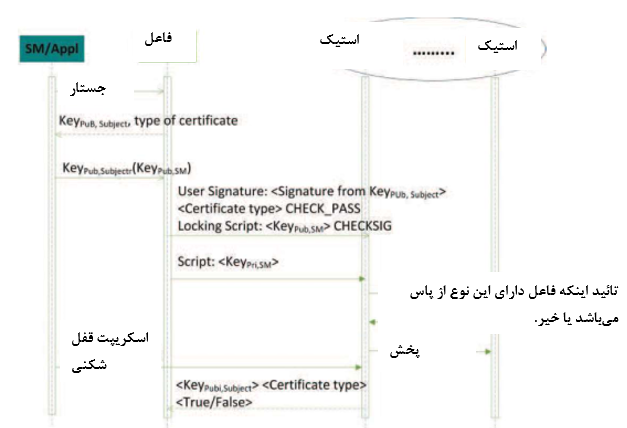 SM/Appl
فاعل
استیک
.........
استیک
جستار
KeyPuB, Subject, type of certificate
KeyPub,Subjectr(KeyPub,SM)
User Signature: <Signature from KeyPUb, Subject>
<Certificate type> CHECK_PASS
Locking Script: <KeyPub,SM> CHECKSIG
Script: <KeyPri,SM>
تائید اینکه فاعل دارای این نوع از پاس
می‌باشد یا خیر.
اسکریپت قفل
شکنی
پخش
<KeyPubi,Subject> <Certificate type>
<True/False>